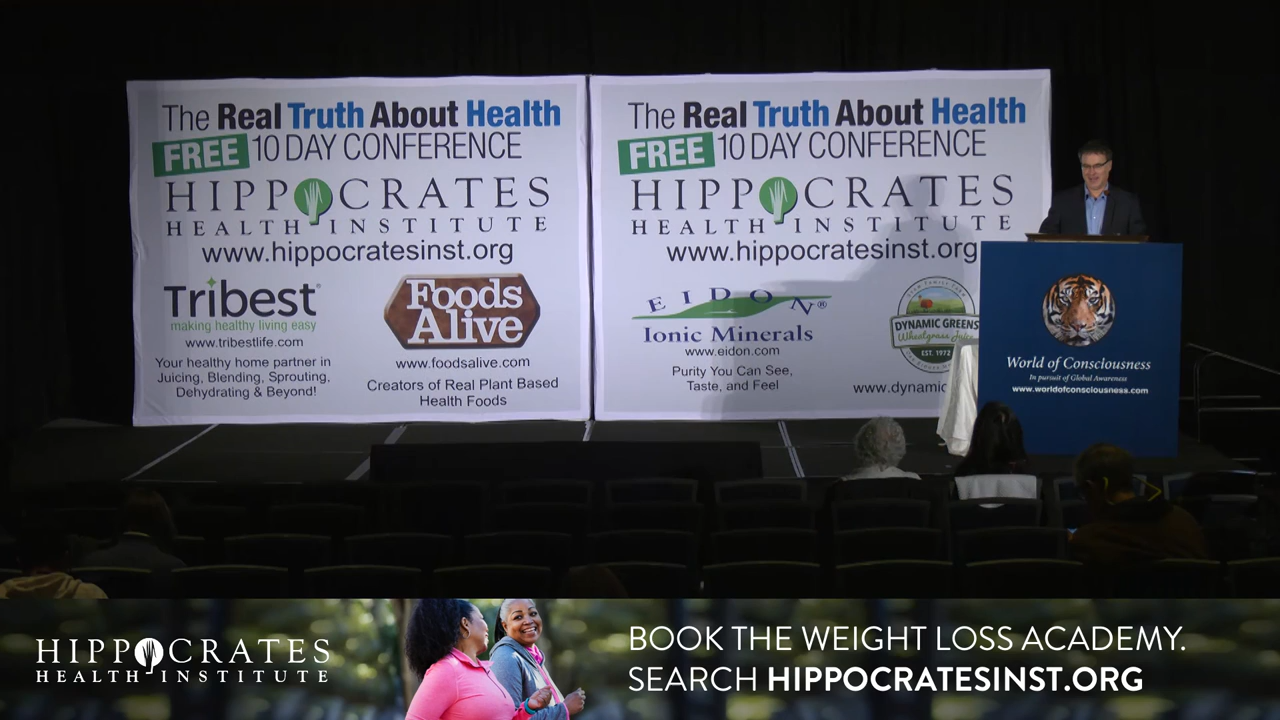 The Real Truth About Health
FREE 10 DAY CONFERENCE
HIPPOCRATES
HEALTH INSTITUTE
www.hippocratesinst.org
Tribest®
making healthy living easy
www.tribestlife.com
Your healthy home partner in
Juicing, Blending, Sprouting,
Dehydrating & Beyond!
Foods
Alive
www.foodsalive.com
Creators of Real Plant Based
Health Foods
The Real Truth About Health
FREE 10 DAY CONFERENCE
HIPPOCRATES
HEALTH INSTITUTE
www.hippocratesinst.org
EIDON®
Ionic Minerals
www.eidon.com
Purity You Can See,
Taste, and Feel
DYNAMIC GREENS
Wheatgrass Juice
EST. 1972
www.dynamic
World of Consciousness
In pursuit of Global Awareness
www.worldofconsciousness.com
HIPPOCRATES
HEALTH INSTITUTE
BOOK THE WEIGHT LOSS ACADEMY.
SEARCH HIPPOCRATESINST.ORG